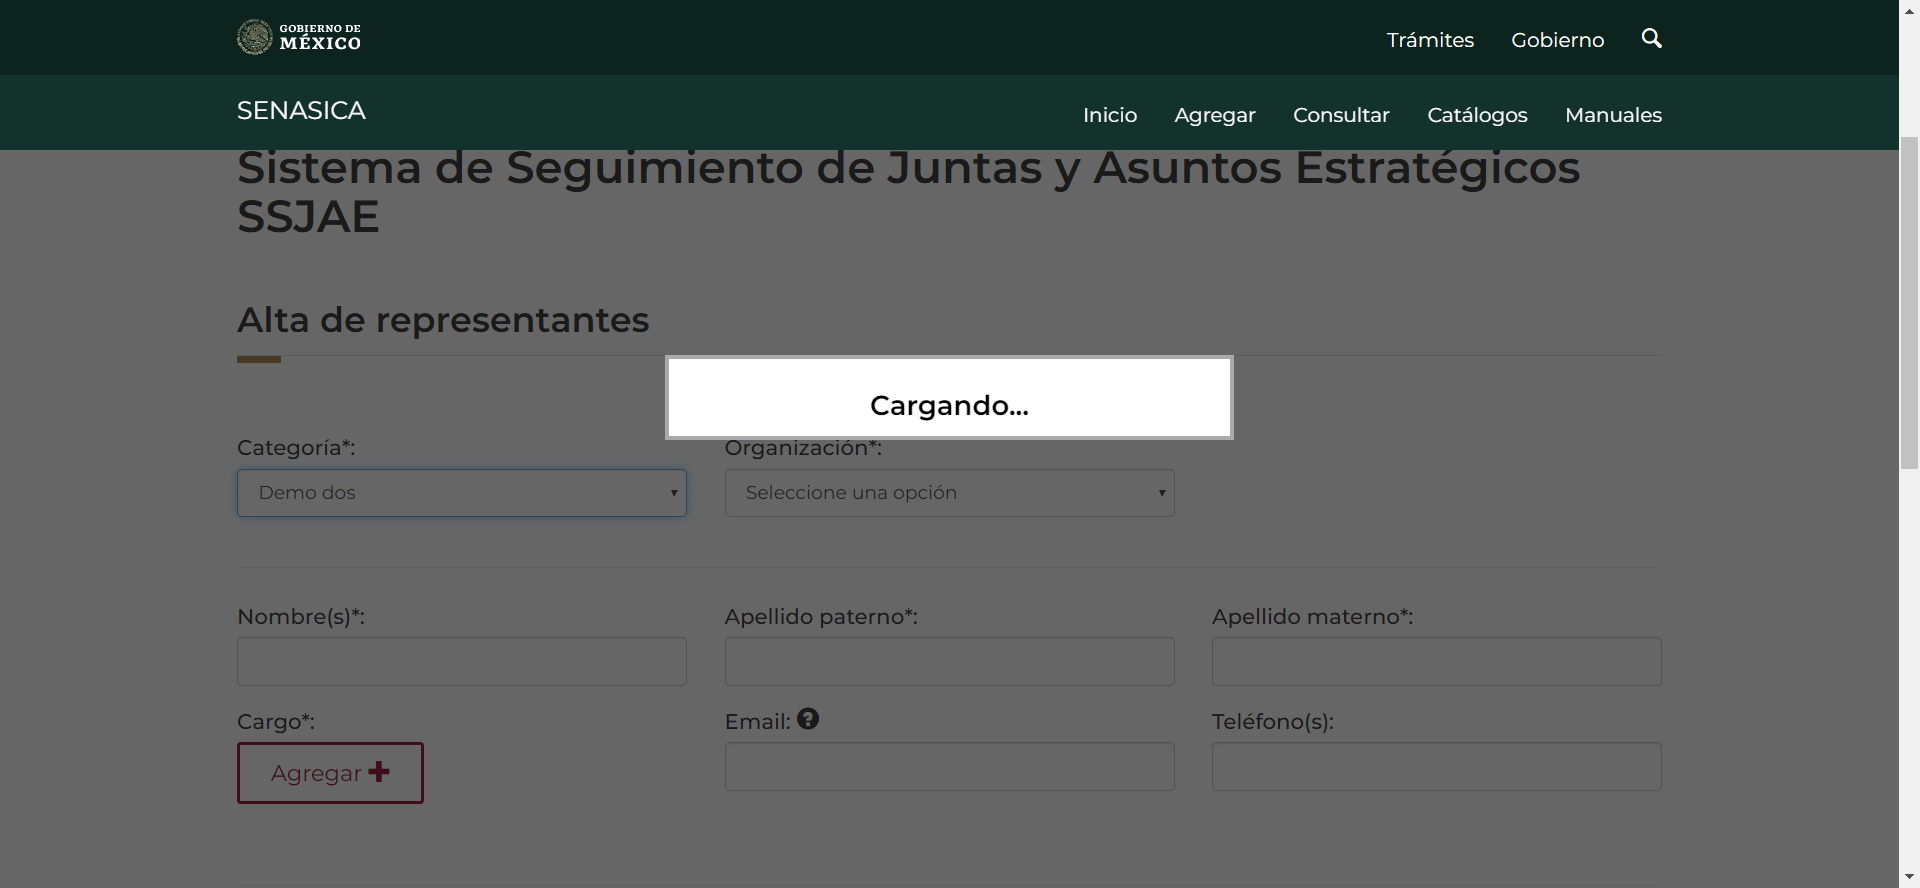 GOBIERNO DE
MÉXICO
Trámites
Gobierno
SENASICA
Inicio
Agregar
Consultar
Catálogos
Manuales
Sistema de Seguimiento de Juntas y Asuntos Estratégicos
SSJAE
Alta de representantes
Cargando...
Categoría*:
Organización*:
Demo dos
Seleccione una opción
Nombre(s)*:
Apellido paterno*:
Apellido materno*:
Cargo*:
Email:
Teléfono(s):
Agregar